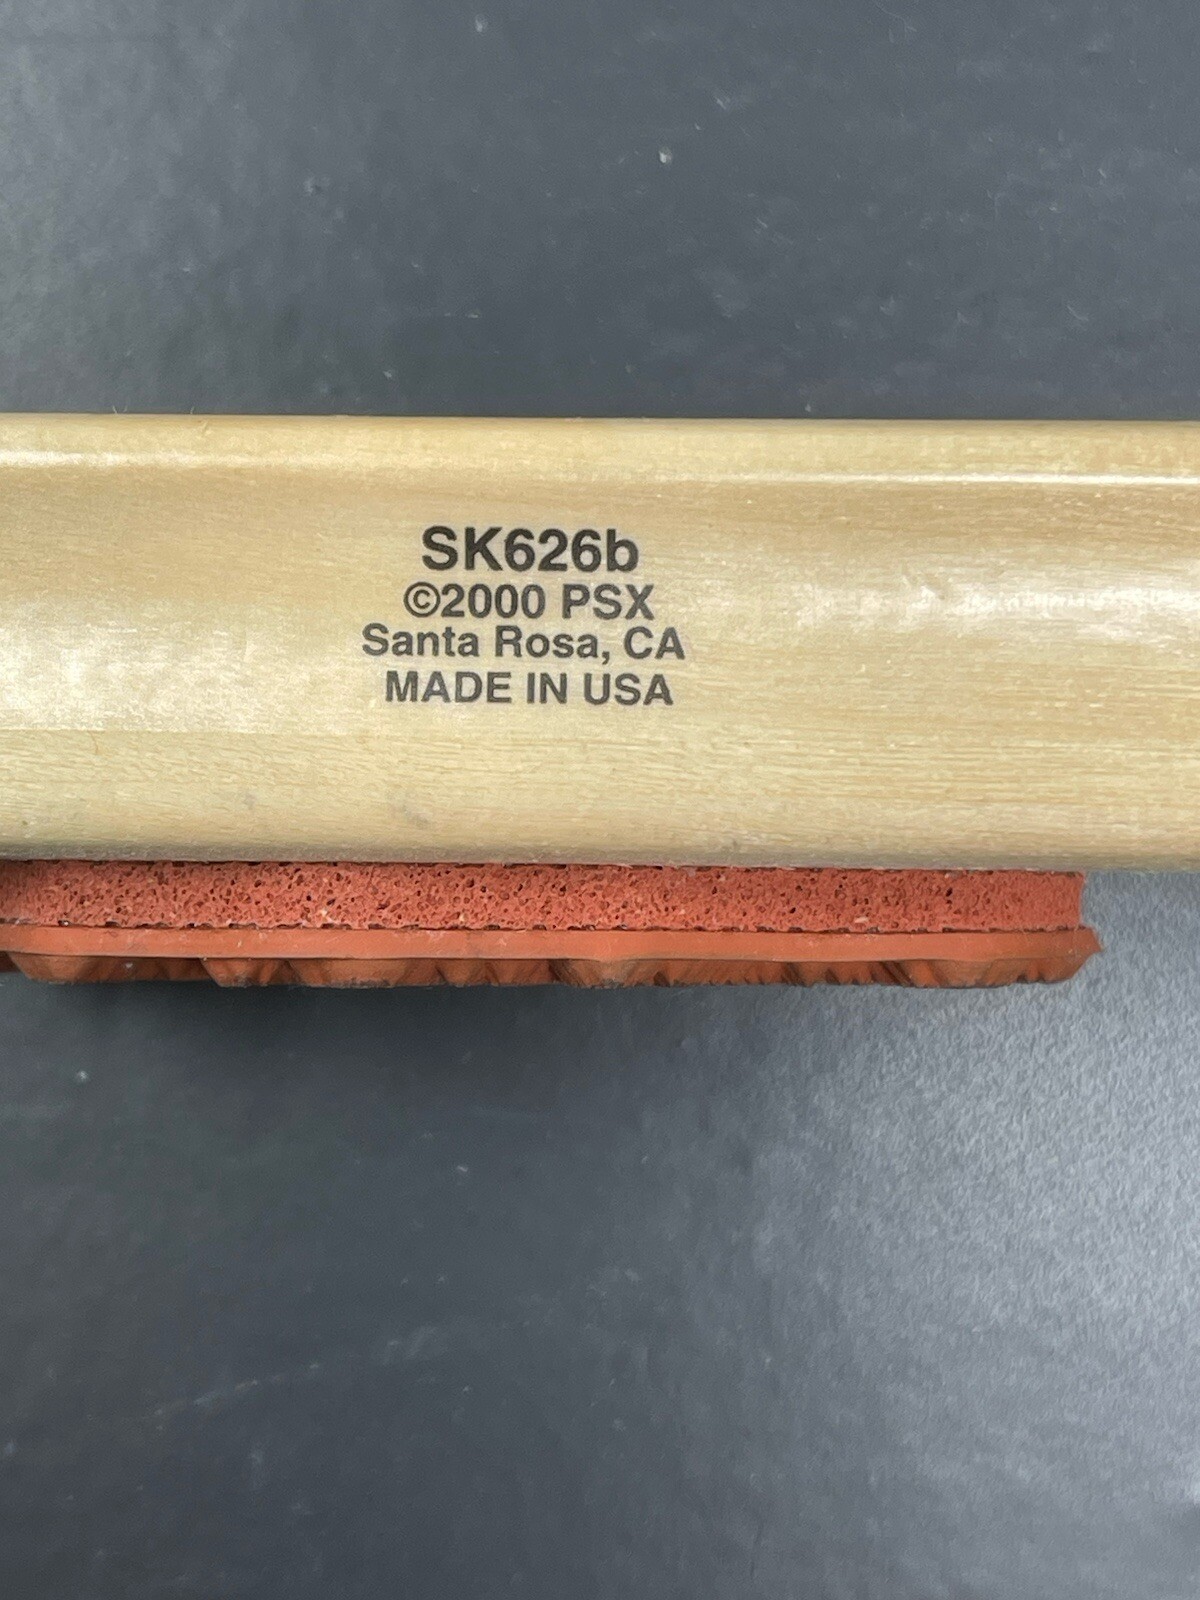 SK626b
©2000 PSX
Santa Rosa, CA
MADE IN USA